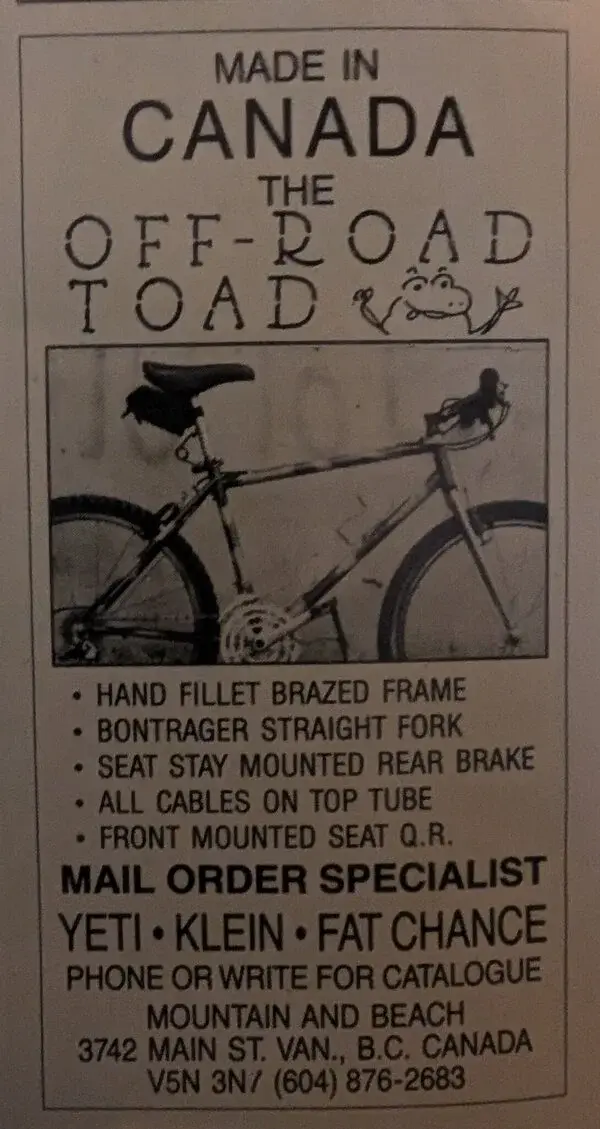 MADE IN
CANADA
THE
OFF-ROAD
TOAD
• HAND FILLET BRAZED FRAME
• BONTRAGER STRAIGHT FORK
• SEAT STAY MOUNTED REAR BRAKE
• ALL CABLES ON TOP TUBE
• FRONT MOUNTED SEAT Q.R.
MAIL ORDER SPECIALIST
YETI • KLEIN • FAT CHANCE
PHONE OR WRITE FOR CATALOGUE
MOUNTAIN AND BEACH
3742 MAIN ST. VAN., B.C. CANADA
V5N 3N7 (604) 876-2683